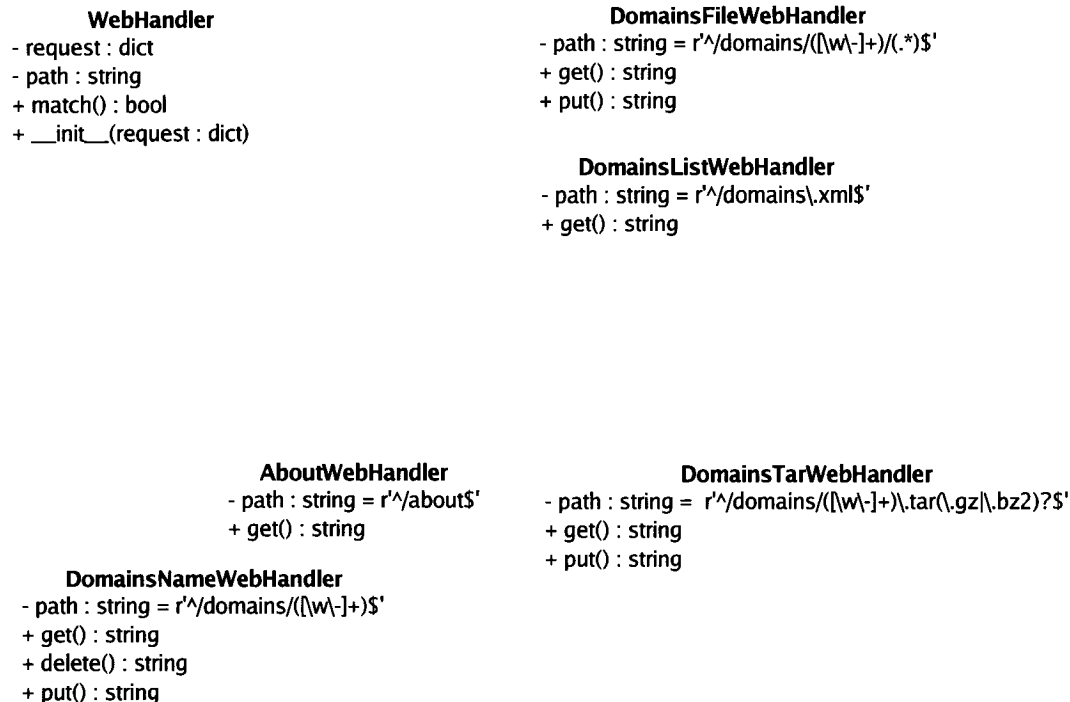 WebHandler
- request : dict
- path : string
+ match() : bool
+ __init__(request : dict)
DomainsFileWebHandler
- path : string = r'^/domains/([\w\-]+)/(.*)$'
+ get() : string
+ put() : string
DomainsListWebHandler
- path : string = r'^/domains\.xml$'
+ get() : string
AboutWebHandler
- path : string = r'^/about$'
+ get() : string
DomainsTarWebHandler
- path : string =  r'^/domains/([\w\-]+)\.tar(\.gz|\.bz2)?$'
+ get() : string
+ put() : string
DomainsNameWebHandler
- path : string = r'^/domains/([\w\-]+)$'
+ get() : string
+ delete() : string
+ put() : string